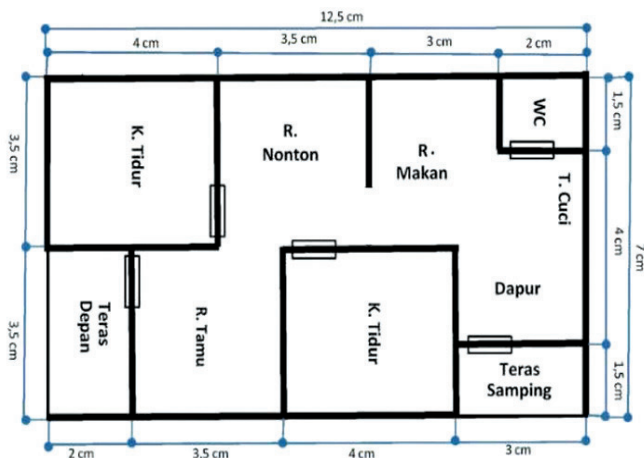 12,5 cm
4 cm
3,5 cm
3 cm
2 cm
3,5 cm
3,5 cm
K. Tidur
R.
Nonton
R.
Makan
WC
T. Cuci
1,5 cm
4 cm
7 cm
1,5 cm
Teras
Depan
R. Tamu
K. Tidur
Dapur
Teras
Samping
2 cm
3,5 cm
4 cm
3 cm